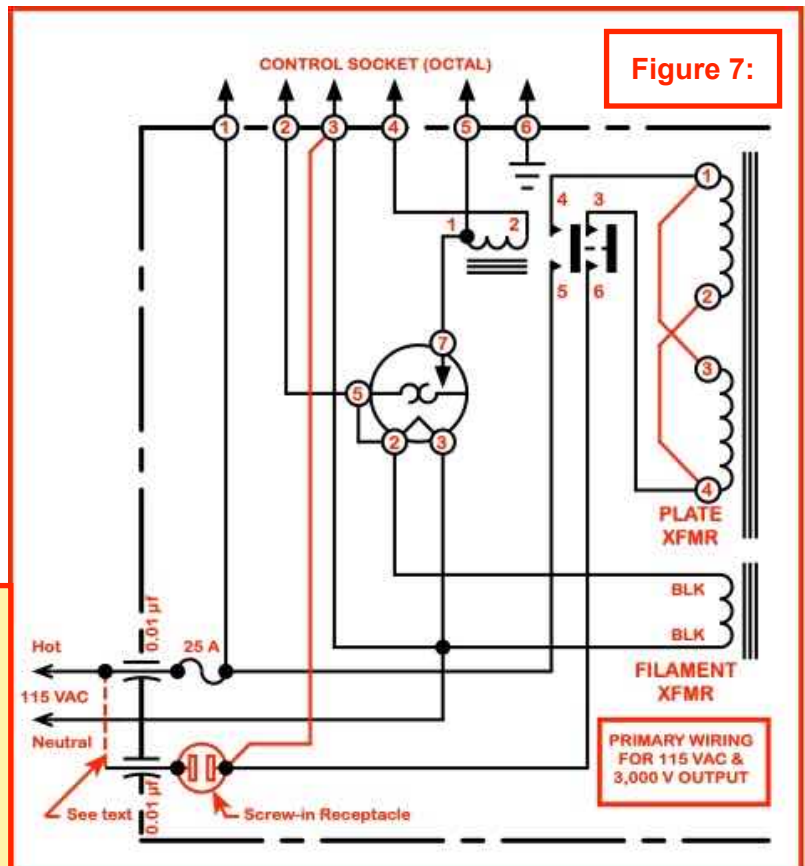 Figure 7:
CONTROL SOCKET (OCTAL)
1 2 3 4 5 6
4 3
1 2
5 6
1
2
3
4
7
5
2 3
PLATE
XFMR
BLK
BLK
FILAMENT
XFMR
0.01 µf
Hot
25 A
115 VAC
Neutral
PRIMARY WIRING
FOR 115 VAC &
3,000 V OUTPUT
See text
0.01 µf
Screw-in Receptacle